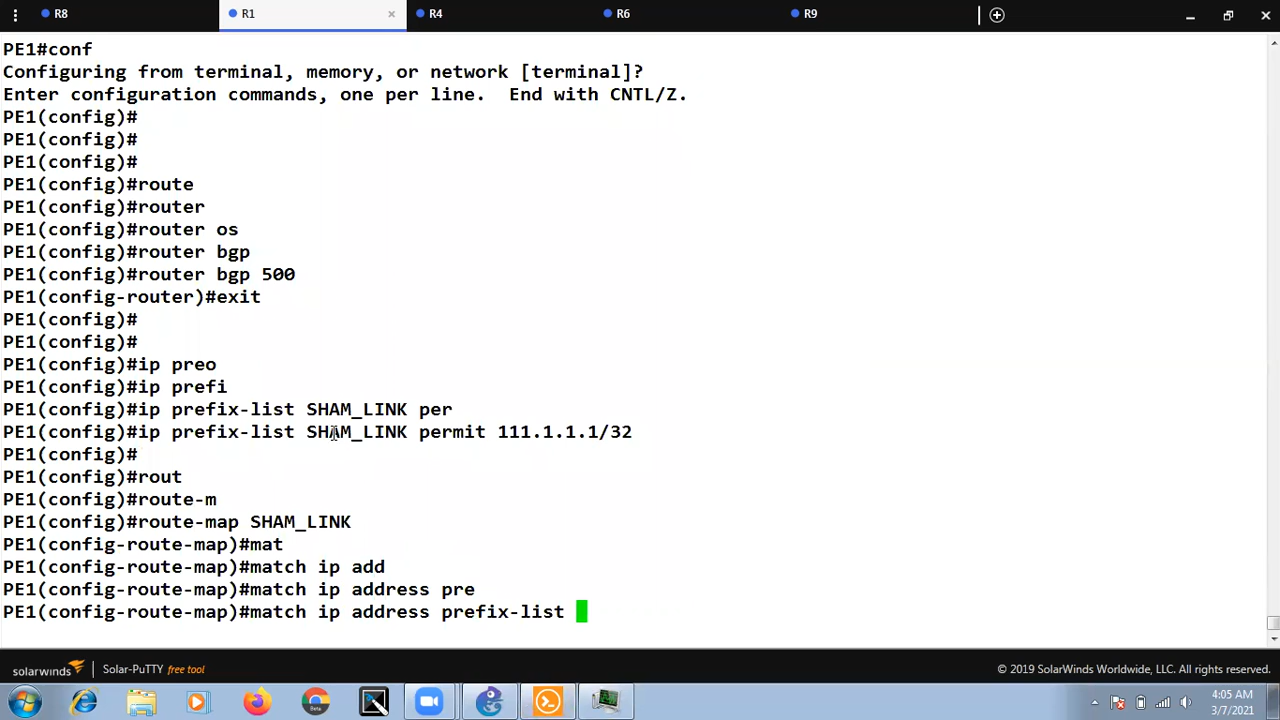 R8
R1
R4
R6
R9
PE1#conf
Configuring from terminal, memory, or network [terminal]?
Enter configuration commands, one per line.  End with CNTL/Z.
PE1(config)#
PE1(config)#
PE1(config)#
PE1(config)#route
PE1(config)#router
PE1(config)#router os
PE1(config)#router bgp
PE1(config)#router bgp 500
PE1(config-router)#exit
PE1(config)#
PE1(config)#
PE1(config)#ip preo
PE1(config)#ip prefi
PE1(config)#ip prefix-list SHAM_LINK per
PE1(config)#ip prefix-list SHAM_LINK permit 111.1.1.1/32
PE1(config)#
PE1(config)#rout
PE1(config)#route-m
PE1(config)#route-map SHAM_LINK
PE1(config-route-map)#mat
PE1(config-route-map)#match ip add
PE1(config-route-map)#match ip address pre
PE1(config-route-map)#match ip address prefix-list
solarwinds | Solar-PuTTY free tool
© 2019 SolarWinds Worldwide, LLC. All rights reserved.
Beta
4:05 AM
3/7/2021